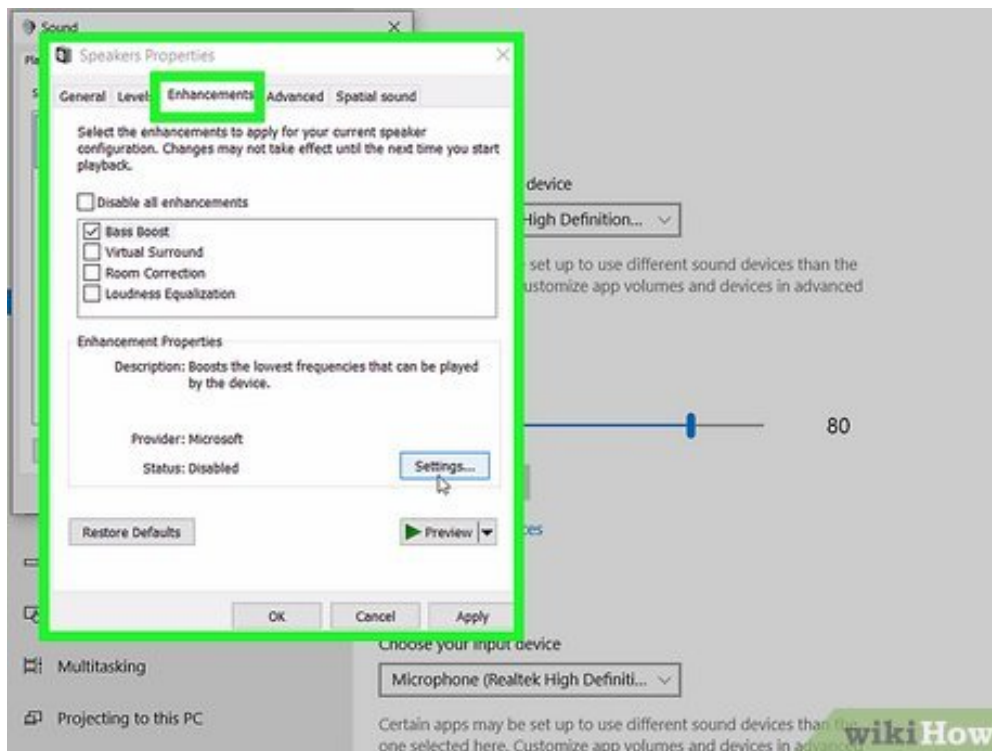 Sound
Speakers Properties
General Levels Enhancements Advanced Spatial sound
Select the enhancements to apply for your current speaker
configuration. Changes may not take effect until the next time you start
playback.
Disable all enhancements
Bass Boost
Virtual Surround
Room Correction
Loudness Equalization
Enhancement Properties
Description: Boosts the lowest frequencies that can be played
by the device.
Provider: Microsoft
Status: Disabled
Settings...
Restore Defaults
Preview
OK Cancel Apply
device
High Definition...
set up to use different sound devices than the
ustomize app volumes and devices in advanced
80
Choose your input device
Microphone (Realtek High Definiti...
Certain apps may be set up to use different sound devices than the
one selected here. Customize app volumes and devices in advanced
Multitasking
Projecting to this PC
wikiHow